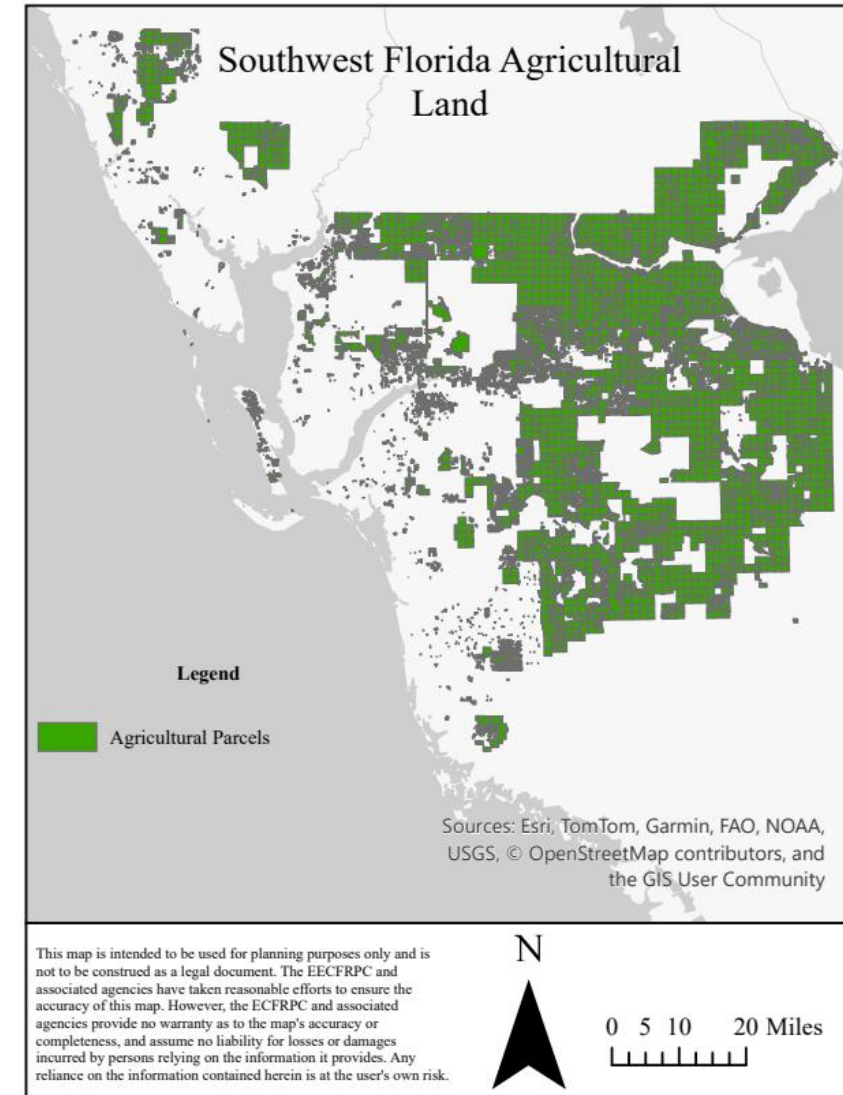 Southwest Florida Agricultural
Land
Legend
Agricultural Parcels
Sources: Esri, TomTom, Garmin, FAO, NOAA,
USGS, © OpenStreetMap contributors, and
the GIS User Community
This map is intended to be used for planning purposes only and is
not to be construed as a legal document. The EECFRPC and
associated agencies have taken reasonable efforts to ensure the
accuracy of this map. However, the ECFRPC and associated
agencies provide no warranty as to the map's accuracy or
completeness, and assume no liability for losses or damages
incurred by persons relying on the information it provides. Any
reliance on the information contained herein is at the user's own risk.
N
0 5 10 20 Miles